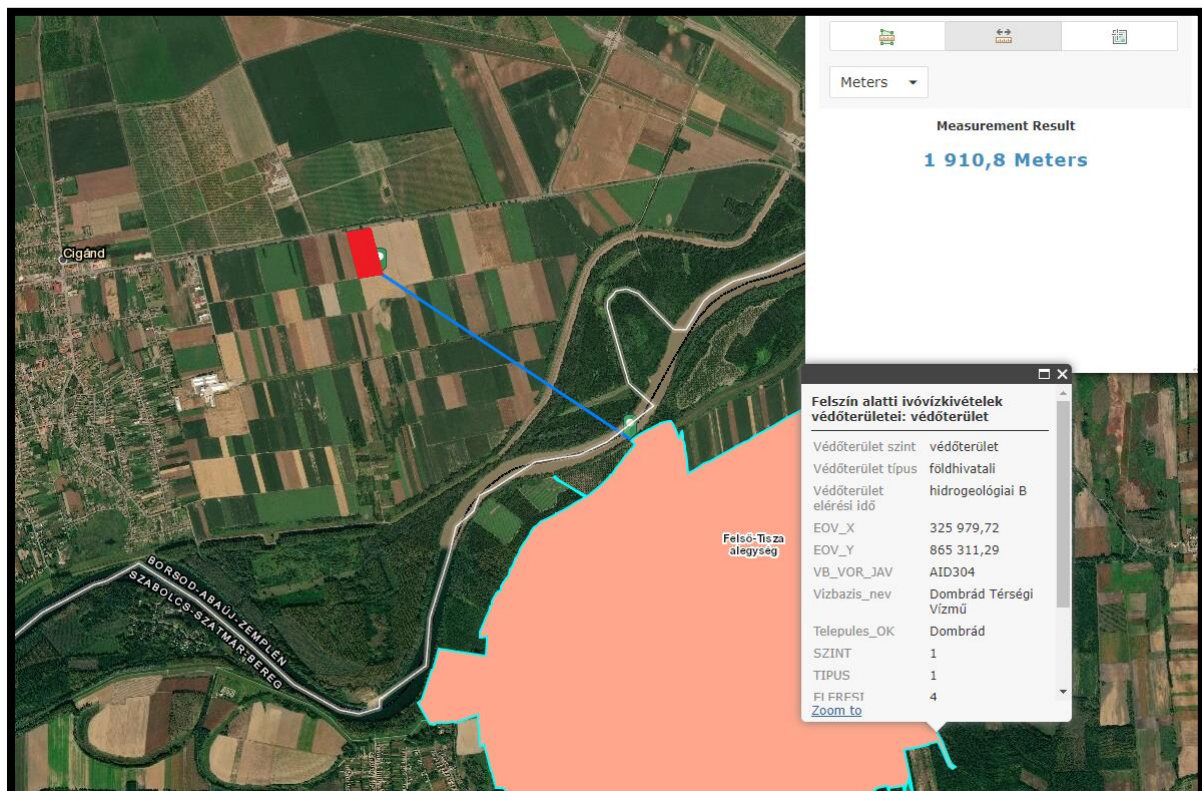 Meters
Measurement Result
1 910,8 Meters
Cigánd
Felső-Tisza
alegység
BORSOD-ABAÚJ-ZEMPLÉN
SZABOLCS-SZATMÁR-BEREG
Felszín alatti ivóvízkivételek
védőterületei: védőterület
Védőterület szint védőterület
Védőterület típus földhivatali
Védőterület
elérési idő hidrogeológiai B
EOV_X 325 979,72
EOV_Y 865 311,29
VB_VOR_JAV AID304
Vizbazis_nev Dombrád Térségi
Vízmű
Telepules_OK Dombrád
SZINT 1
TIPUS 1
ELERESI 4
Zoom to